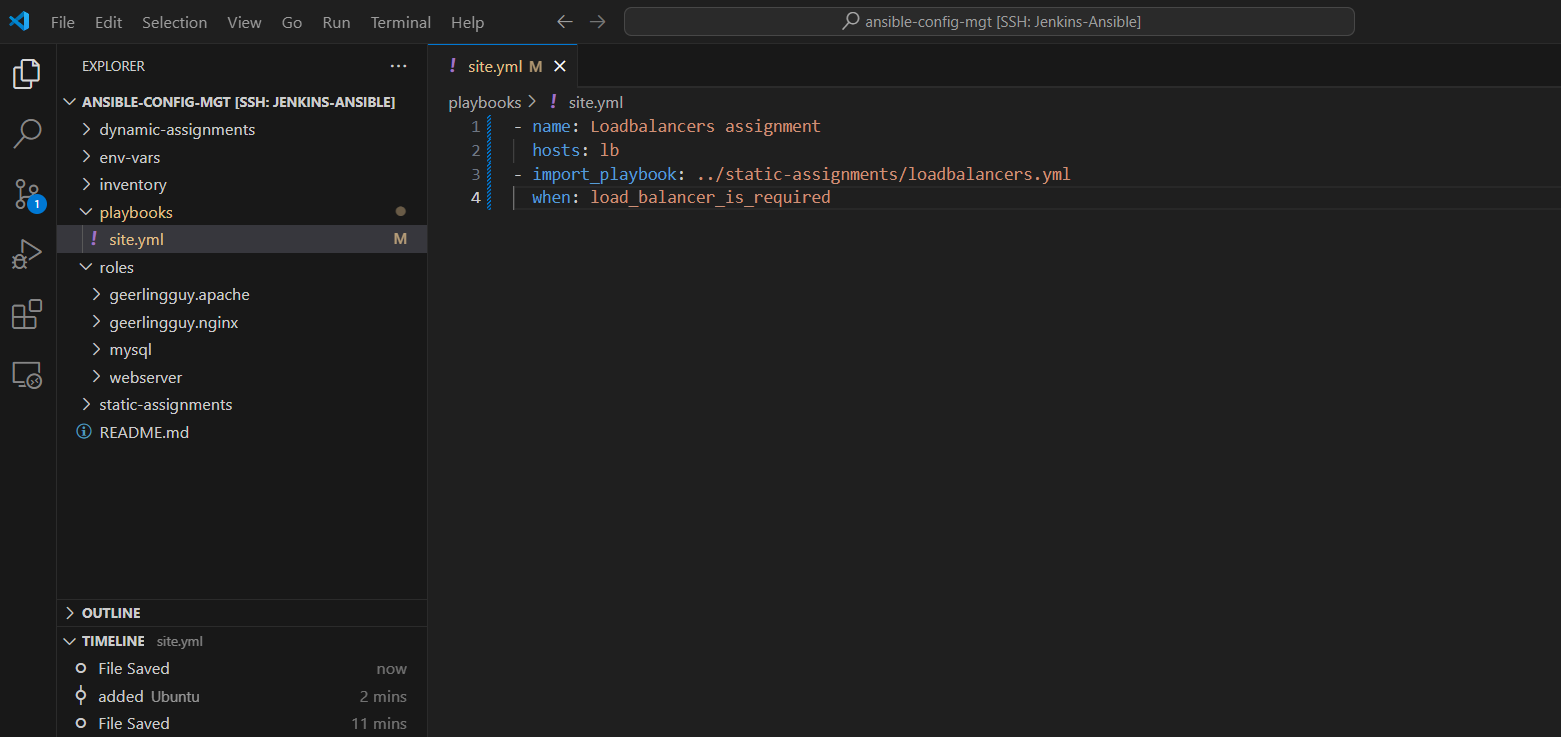 File Edit Selection View Go Run Terminal Help
ansible-config-mgt [SSH: Jenkins-Ansible]
EXPLORER
ANSIBLE-CONFIG-MGT [SSH: JENKINS-ANSIBLE]
dynamic-assignments
env-vars
inventory
playbooks
! site.yml M
roles
geerlingguy.apache
geerlingguy.nginx
mysql
webserver
static-assignments
README.md
OUTLINE
TIMELINE site.yml
File Saved now
added Ubuntu 2 mins
File Saved 11 mins
1
! site.yml M
playbooks > ! site.yml
1 - name: Loadbalancers assignment
2 hosts: lb
3 - import_playbook: ../static-assignments/loadbalancers.yml
4 when: load_balancer_is_required